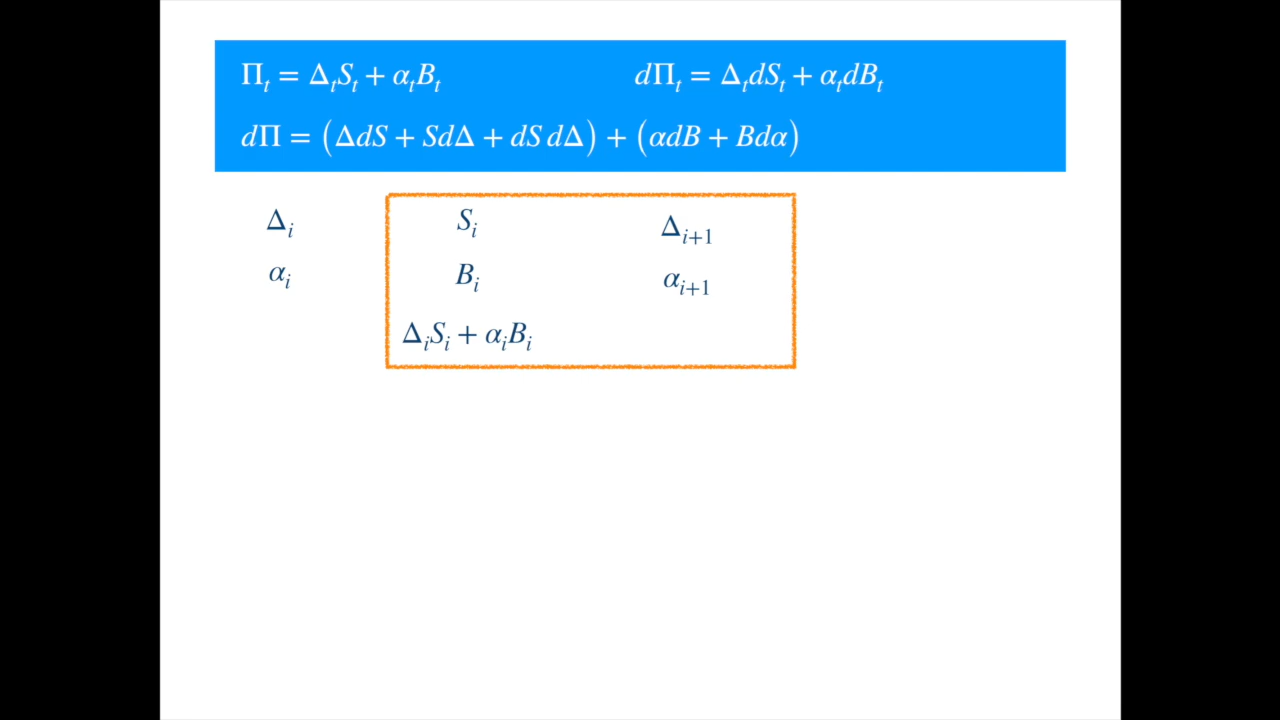 Πₜ = ΔₜSₜ + αₜBₜ    dΠₜ = ΔₜdSₜ + αₜdBₜ
dΠ = (ΔdS + SdΔ + dS dΔ) + (αdB + Bdα)
Δᵢ    Sᵢ    Δᵢ₊₁
αᵢ    Bᵢ    αᵢ₊₁
ΔᵢSᵢ + αᵢBᵢ